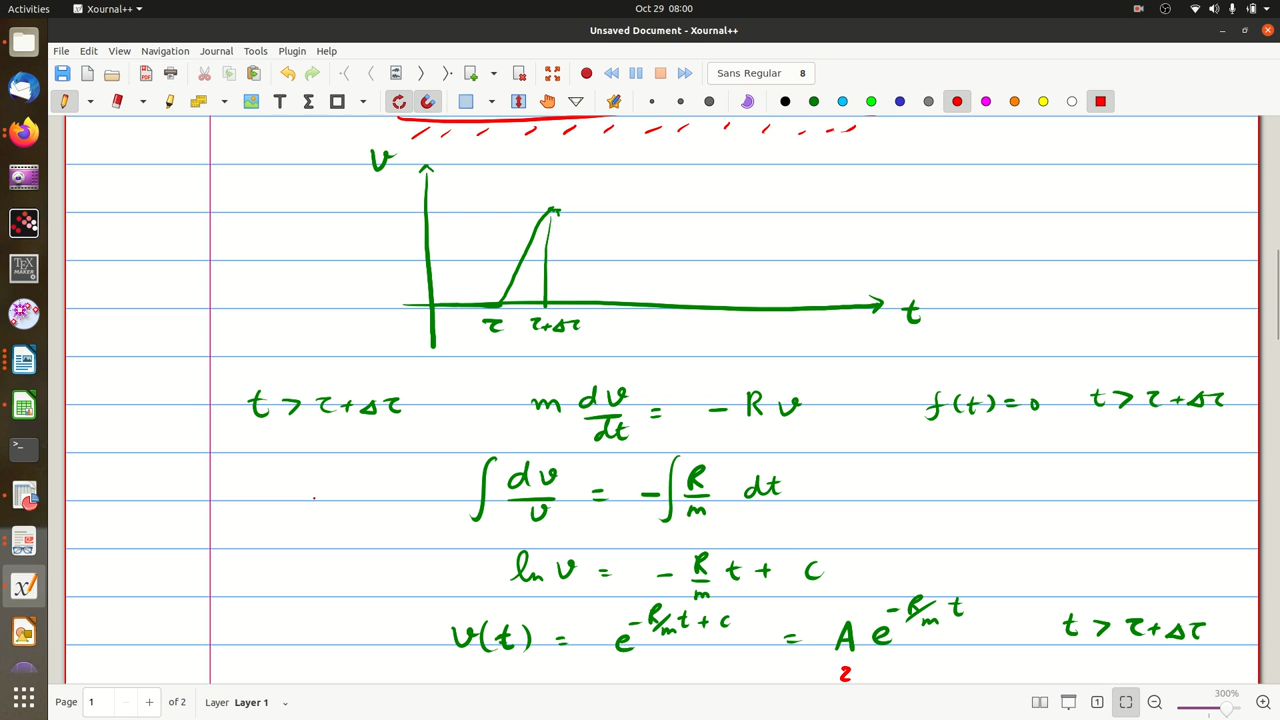 Activities Xournal++ Oct 29 08:00
Unsaved Document - Xournal++
File Edit View Navigation Journal Tools Plugin Help
Sans Regular 8
v
t
τ τ+Δτ
t > τ+Δτ m dv/dt = - R v f(t)=0 t > τ+Δτ
∫ dv/v = -∫ R/m dt
ln v = - R/m t + c
v(t) = e^{-R/m t + c} = A e^{-R/m t} t > τ+Δτ
2
Page 1 of 2 Layer Layer 1 300%